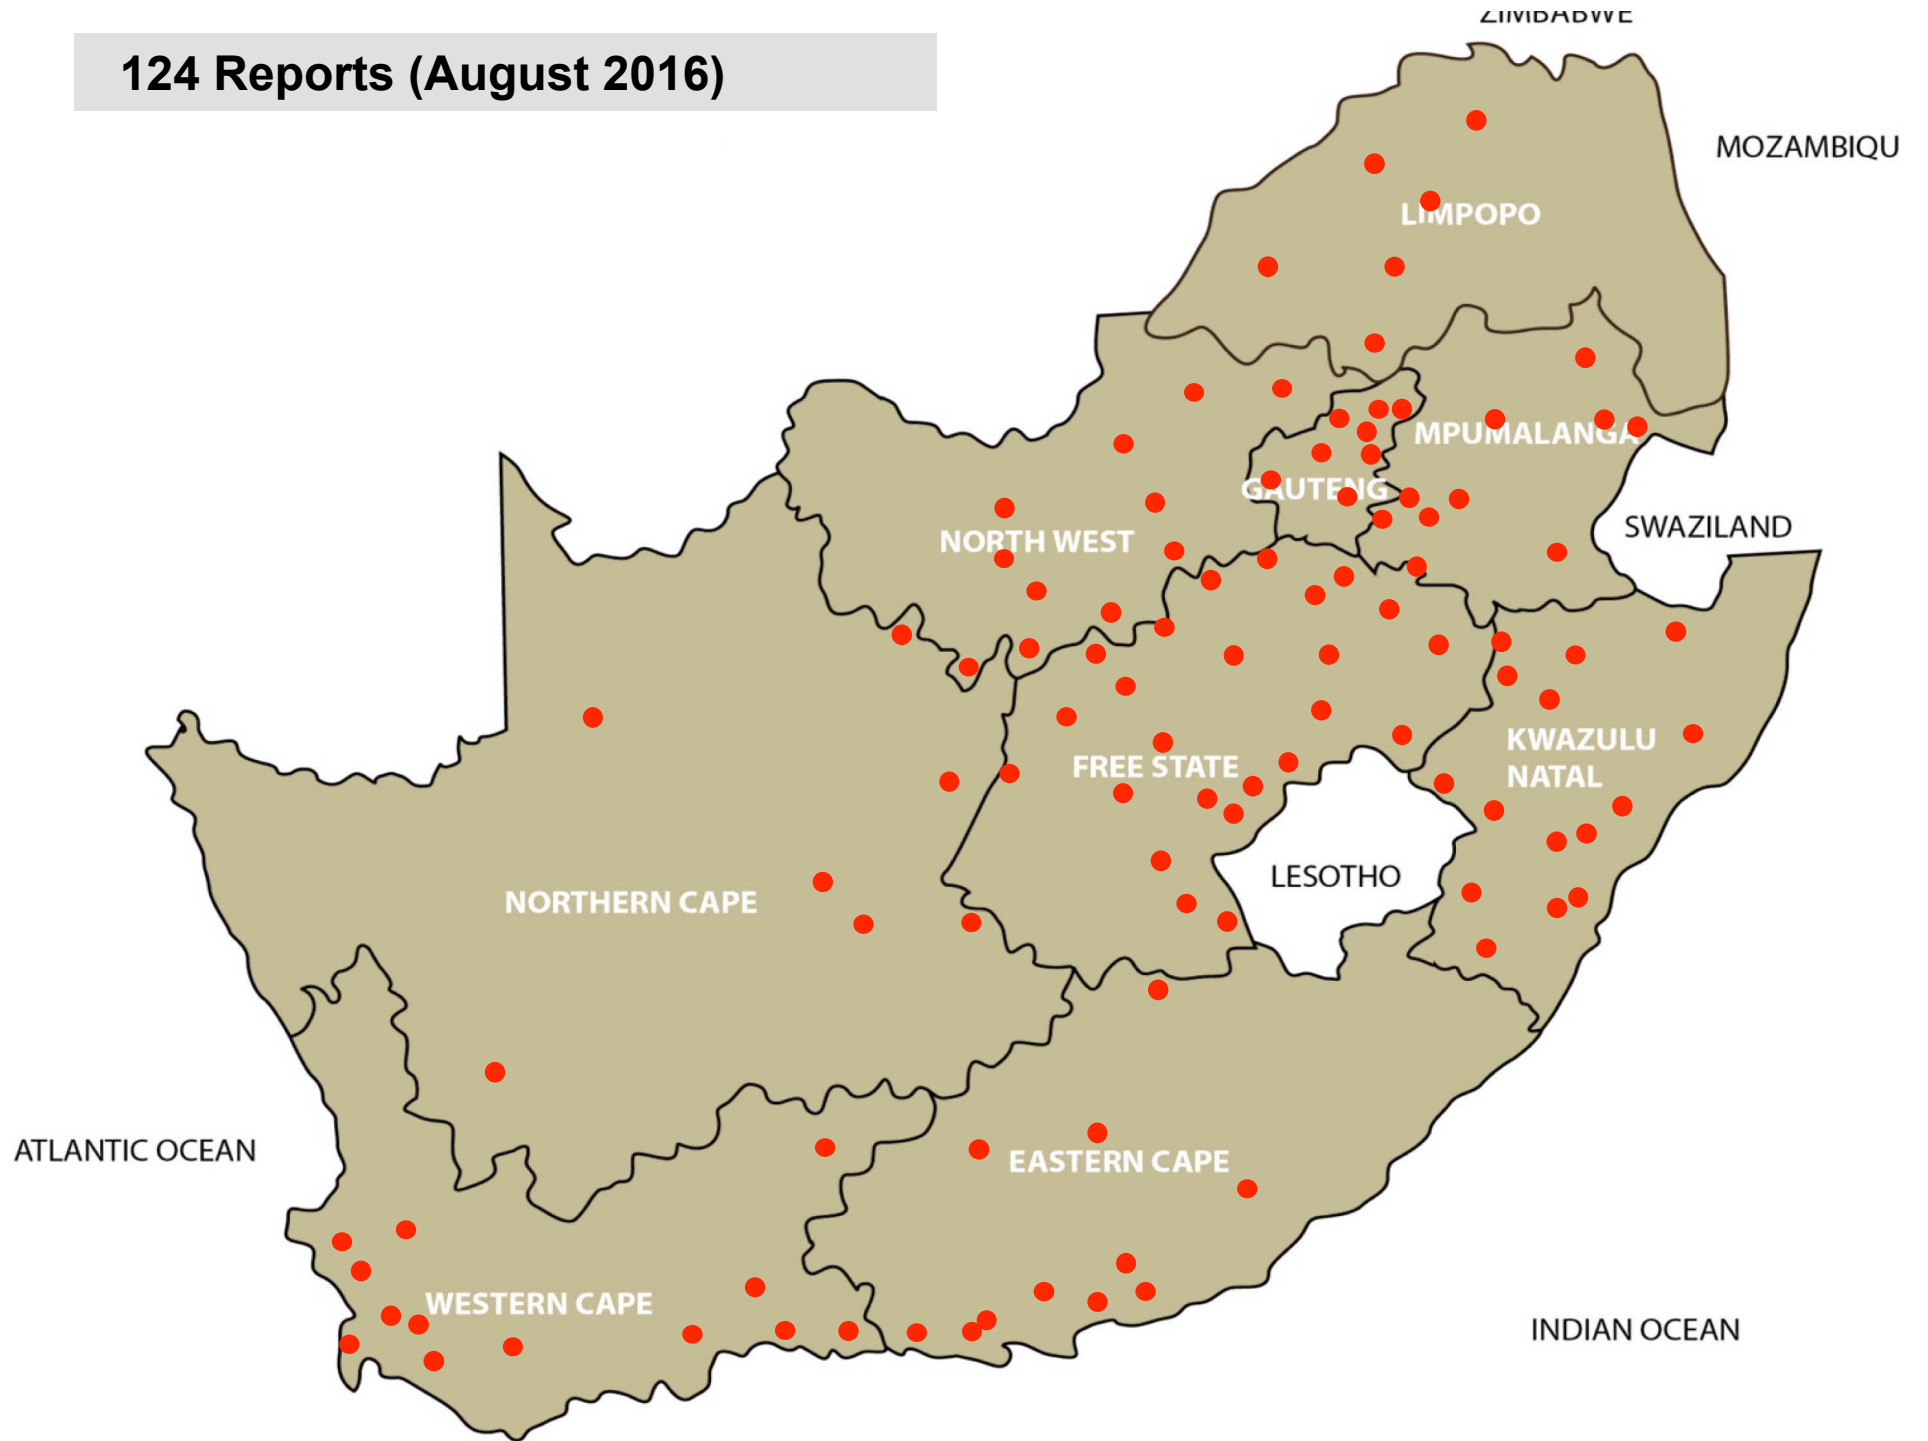 ZIMBABWE
124 Reports (August 2016)
MOZAMBIQU
LIMPOPO
MPUMALANGA
GAUTENG
SWAZILAND
NORTH WEST
KWAZULU
NATAL
FREE STATE
LESOTHO
NORTHERN CAPE
ATLANTIC OCEAN
EASTERN CAPE
WESTERN CAPE
INDIAN OCEAN